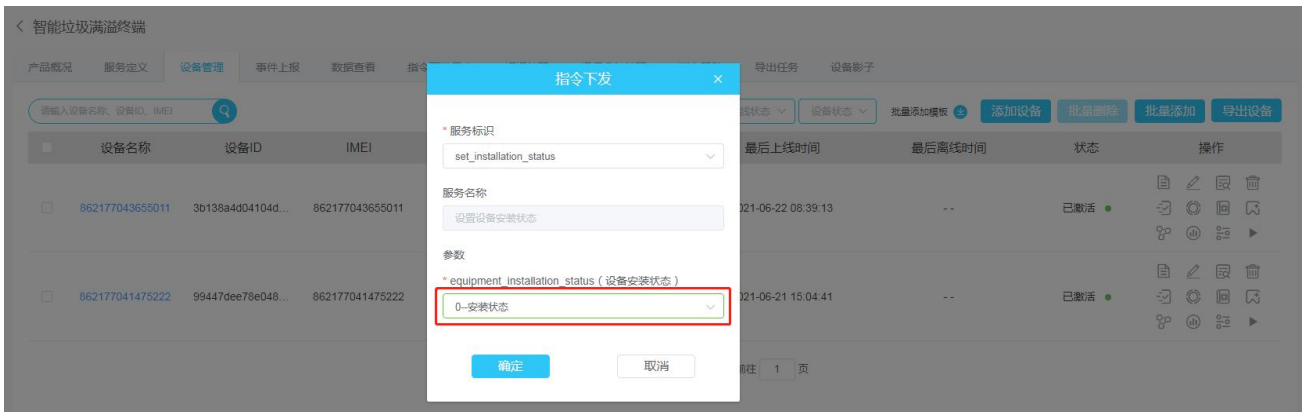 智能垃圾满溢终端
产品概况 服务定义 设备管理 事件上报 数据查看 导出任务 设备影子
指令下发 ×
请输入设备名称、设备ID、IMEI
设备状态 批量添加模板 添加设备 批量删除 批量添加 导出设备
设备名称 设备ID IMEI 最后上线时间 最后离线时间 状态 操作
* 服务标识
set_installation_status
服务名称
设置设备安装状态
862177043655011 3b138a4d04104d... 862177043655011 021-06-22 08:39:13 -- 已激活
参数
* equipment_installation_status ( 设备安装状态 )
0--安装状态
862177041475222 99447dee78e048... 862177041475222 021-06-21 15:04:41 -- 已激活
确定 取消
前往 1 页